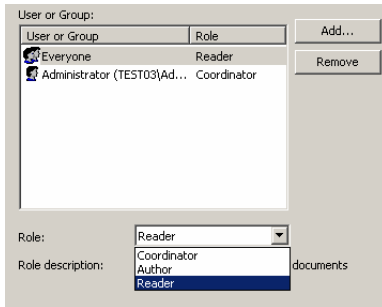 User or Group:
User or Group Role Add...
Everyone Reader Remove
Administrator (TEST03\Ad... Coordinator
Role: Reader
Coordinator
Role description: Author documents
Reader